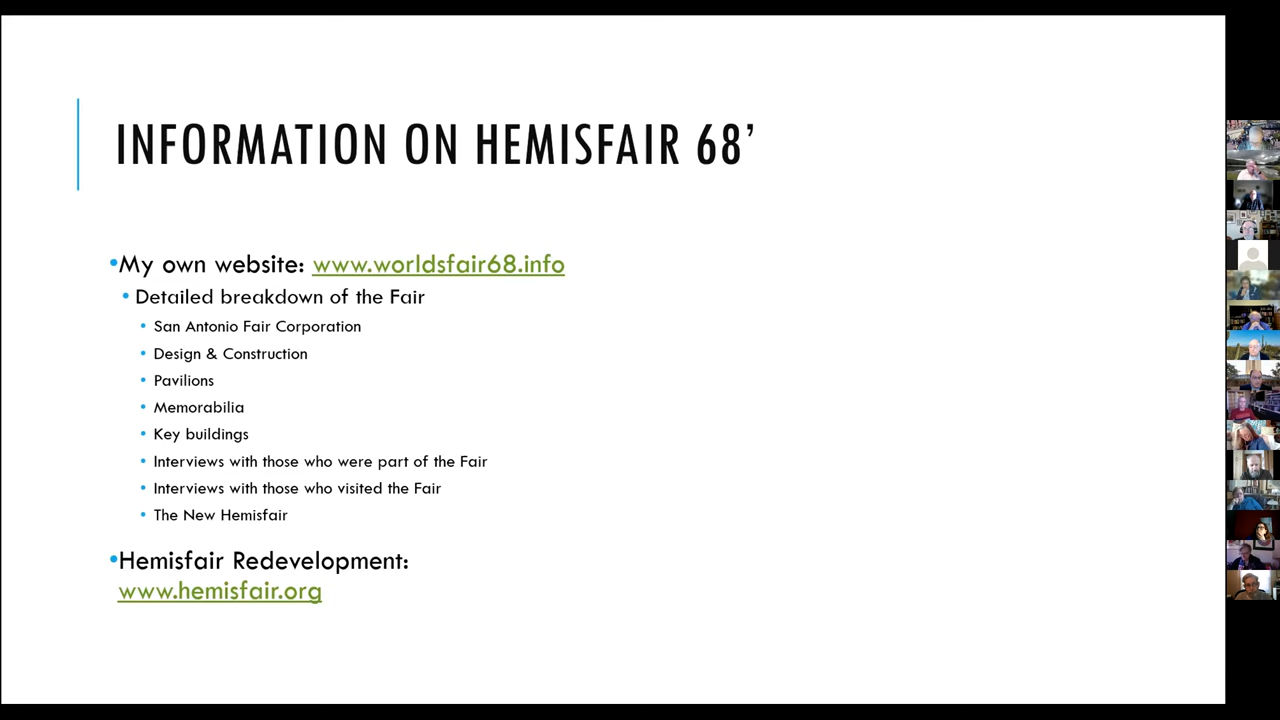 INFORMATION ON HEMISFAIR 68’
•My own website: www.worldsfair68.info
• Detailed breakdown of the Fair
• San Antonio Fair Corporation
• Design & Construction
• Pavilions
• Memorabilia
• Key buildings
• Interviews with those who were part of the Fair
• Interviews with those who visited the Fair
• The New Hemisfair
•Hemisfair Redevelopment:
www.hemisfair.org